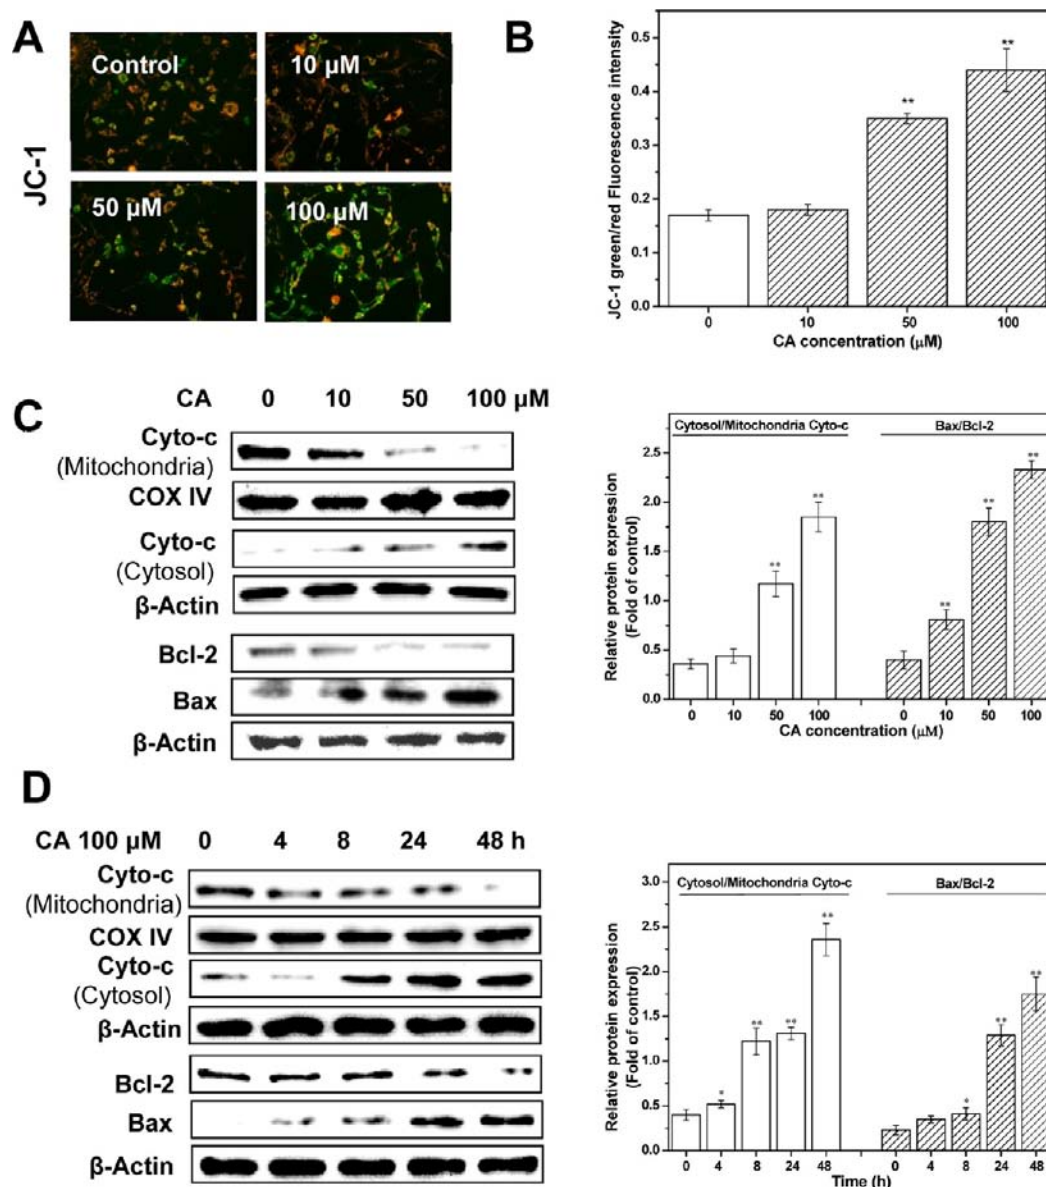 A
Control
10 µM
50 µM
100 µM
JC-1
B
JC-1 green/red Fluorescence intensity
0.5
0.4
0.3
0.2
0.1
0.0
**
**
0 10 50 100
CA concentration (µM)
C
CA 0 10 50 100 µM
Cyto-c
(Mitochondria)
COX IV
Cyto-c
(Cytosol)
β-Actin
Bcl-2
Bax
β-Actin
Relative protein expression
(Fold of control)
Cytosol/Mitochondria Cyto-c
Bax/Bcl-2
2.5
2.0
1.5
1.0
0.5
0.0
**
**
**
**
**
0 10 50 100 0 10 50 100
CA concentration (µM)
D
CA 100 µM 0 4 8 24 48 h
Cyto-c
(Mitochondria)
COX IV
Cyto-c
(Cytosol)
β-Actin
Bcl-2
Bax
β-Actin
Relative protein expression
(Fold of control)
Cytosol/Mitochondria Cyto-c
Bax/Bcl-2
3.0
2.5
2.0
1.5
1.0
0.5
0.0
*
**
**
**
*
**
**
0 4 8 24 48 0 4 8 24 48
Time (h)